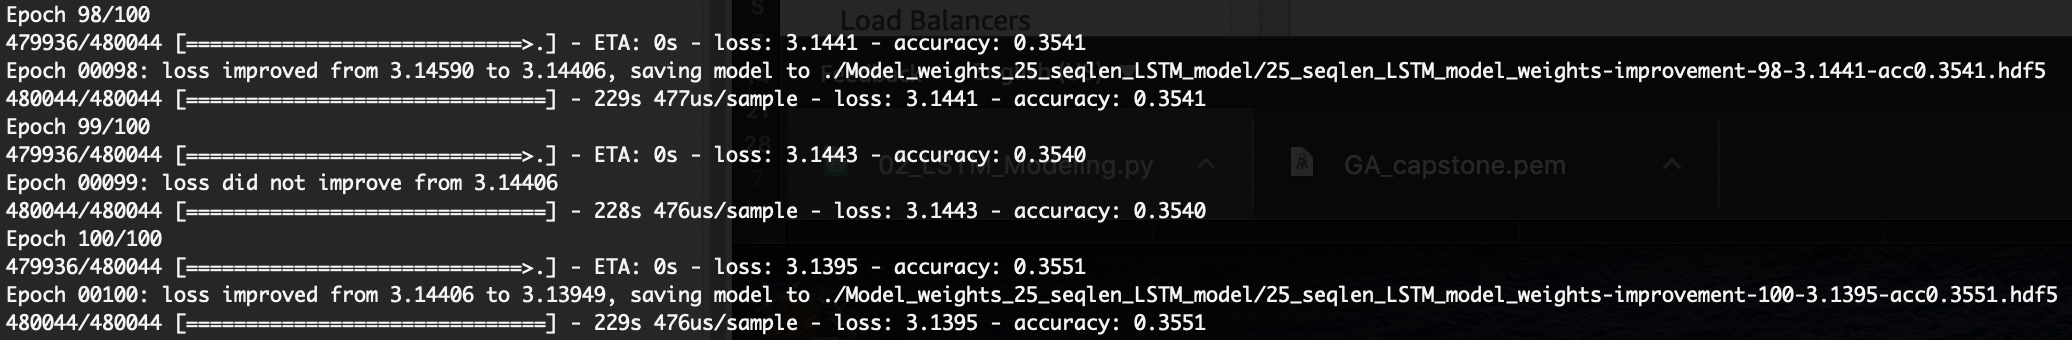 Epoch 98/100
479936/480044 [============================>.] - ETA: 0s - loss: 3.1441 - accuracy: 0.3541
Epoch 00098: loss improved from 3.14590 to 3.14406, saving model to ./Model_weights_25_seqlen_LSTM_model/25_seqlen_LSTM_model_weights-improvement-98-3.1441-acc0.3541.hdf5
480044/480044 [==============================] - 229s 477us/sample - loss: 3.1441 - accuracy: 0.3541
Epoch 99/100
479936/480044 [============================>.] - ETA: 0s - loss: 3.1443 - accuracy: 0.3540
Epoch 00099: loss did not improve from 3.14406
480044/480044 [==============================] - 228s 476us/sample - loss: 3.1443 - accuracy: 0.3540
Epoch 100/100
479936/480044 [============================>.] - ETA: 0s - loss: 3.1395 - accuracy: 0.3551
Epoch 00100: loss improved from 3.14406 to 3.13949, saving model to ./Model_weights_25_seqlen_LSTM_model/25_seqlen_LSTM_model_weights-improvement-100-3.1395-acc0.3551.hdf5
480044/480044 [==============================] - 229s 476us/sample - loss: 3.1395 - accuracy: 0.3551
Load Balancers
02_LSTM_Modeling.py
GA_capstone.pem